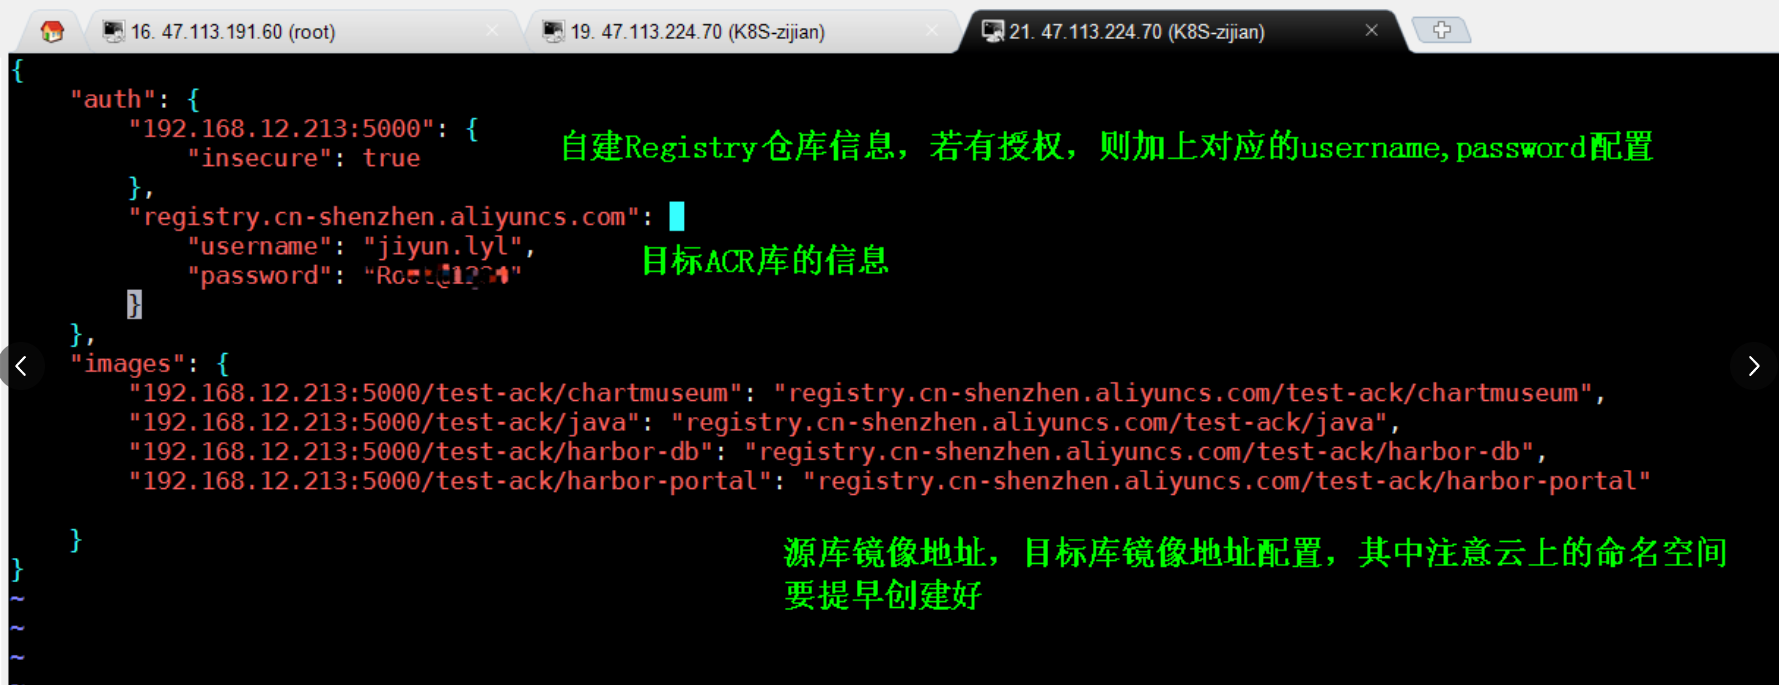 16. 47.113.191.60 (root)
19. 47.113.224.70 (K8S-zijian)
21. 47.113.224.70 (K8S-zijian)
{
"auth": {
"192.168.12.213:5000": {
自建Registry仓库信息，若有授权，则加上对应的username,password配置
"insecure": true
},
"registry.cn-shenzhen.aliyuncs.com":
"username": "jiyun.lyl",
目标ACR库的信息
"password":
}
},
"images": {
"192.168.12.213:5000/test-ack/chartmuseum": "registry.cn-shenzhen.aliyuncs.com/test-ack/chartmuseum",
"192.168.12.213:5000/test-ack/java": "registry.cn-shenzhen.aliyuncs.com/test-ack/java",
"192.168.12.213:5000/test-ack/harbor-db": "registry.cn-shenzhen.aliyuncs.com/test-ack/harbor-db",
"192.168.12.213:5000/test-ack/harbor-portal": "registry.cn-shenzhen.aliyuncs.com/test-ack/harbor-portal"
}
源库镜像地址，目标库镜像地址配置，其中注意云上的命名空间
要提早创建好
}
~
~
~